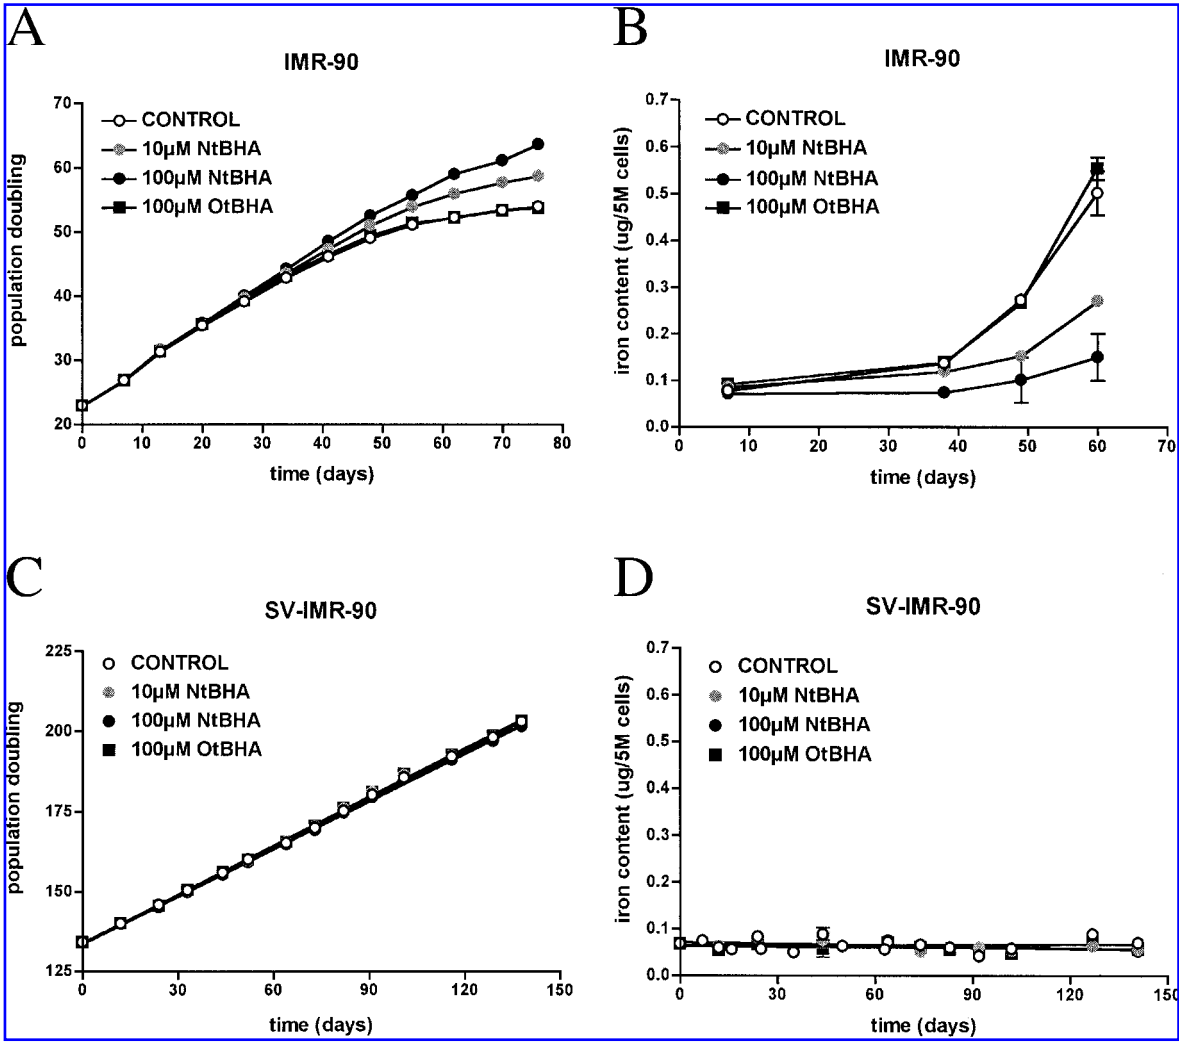 A
IMR-90
CONTROL
10µM NtBHA
100µM NtBHA
100µM OtBHA
population doubling
70
60
50
40
30
20
0 10 20 30 40 50 60 70 80
time (days)
B
IMR-90
CONTROL
10µM NtBHA
100µM NtBHA
100µM OtBHA
iron content (ug/5M cells)
0.7
0.6
0.5
0.4
0.3
0.2
0.1
0.0
0 10 20 30 40 50 60 70
time (days)
C
SV-IMR-90
CONTROL
10µM NtBHA
100µM NtBHA
100µM OtBHA
population doubling
225
200
175
150
125
0 30 60 90 120 150
time (days)
D
SV-IMR-90
CONTROL
10µM NtBHA
100µM NtBHA
100µM OtBHA
iron content (ug/5M cells)
0.7
0.6
0.5
0.4
0.3
0.2
0.1
0.0
0 30 60 90 120 150
time (days)